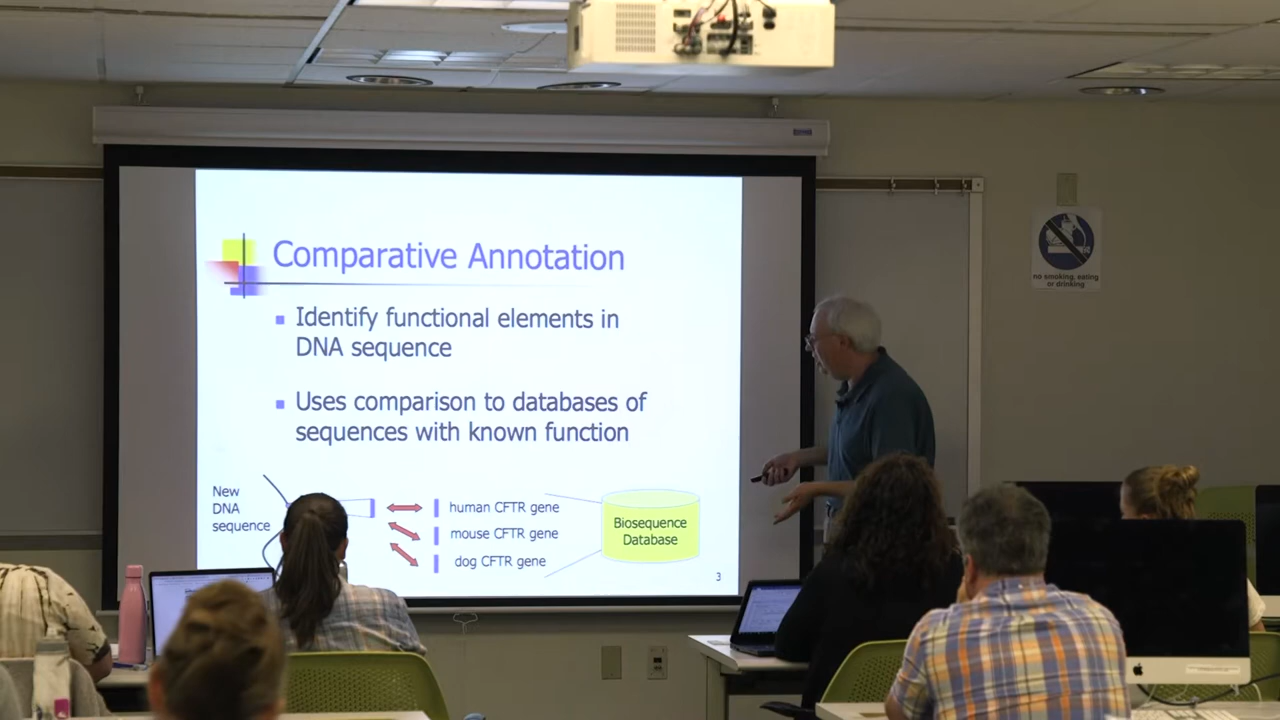 Comparative Annotation
Identify functional elements in
DNA sequence
Uses comparison to databases of
sequences with known function
New
DNA
sequence
human CFTR gene
mouse CFTR gene
dog CFTR gene
Biosequence
Database
3
no smoking, eating
or drinking